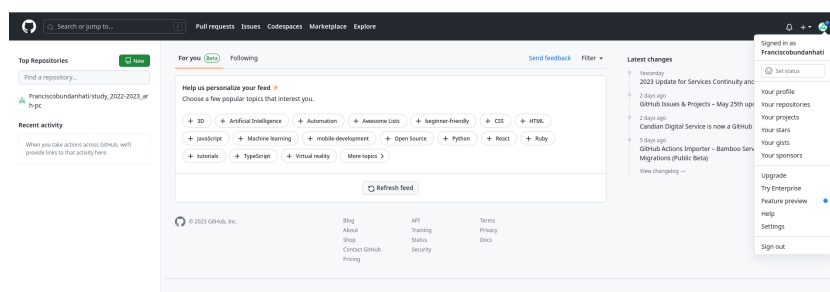 Search or jump to...
/
Pull requests Issues Codespaces Marketplace Explore
Top Repositories
New
Find a repository...
Franciscobundanhati/study_2022-2023_ar
h-pc
Recent activity
When you take actions across GitHub, we'll
provide links to that activity here.
For you Beta Following
Send feedback Filter
Help us personalize your feed
Choose a few popular topics that interest you.
+ 3D + Artificial Intelligence + Automation + Awesome Lists + beginner-friendly + CSS + HTML
+ JavaScript + Machine learning + mobile-development + Open Source + Python + React + Ruby
+ tutorials + TypeScript + Virtual reality More topics >
Refresh feed
© 2023 GitHub, Inc.
Blog
About
Shop
Contact GitHub
Pricing
API
Training
Status
Security
Terms
Privacy
Docs
Latest changes
Yesterday
2023 Update for Services Continuity and
2 days ago
GitHub Issues & Projects – May 25th upd
2 days ago
Candian Digital Service is now a GitHub
5 days ago
GitHub Actions Importer – Bamboo Serv
Migrations (Public Beta)
View changelog →
Signed in as
Franciscobundanhati
Set status
Your profile
Your repositories
Your projects
Your stars
Your gists
Your sponsors
Upgrade
Try Enterprise
Feature preview
Help
Settings
Sign out